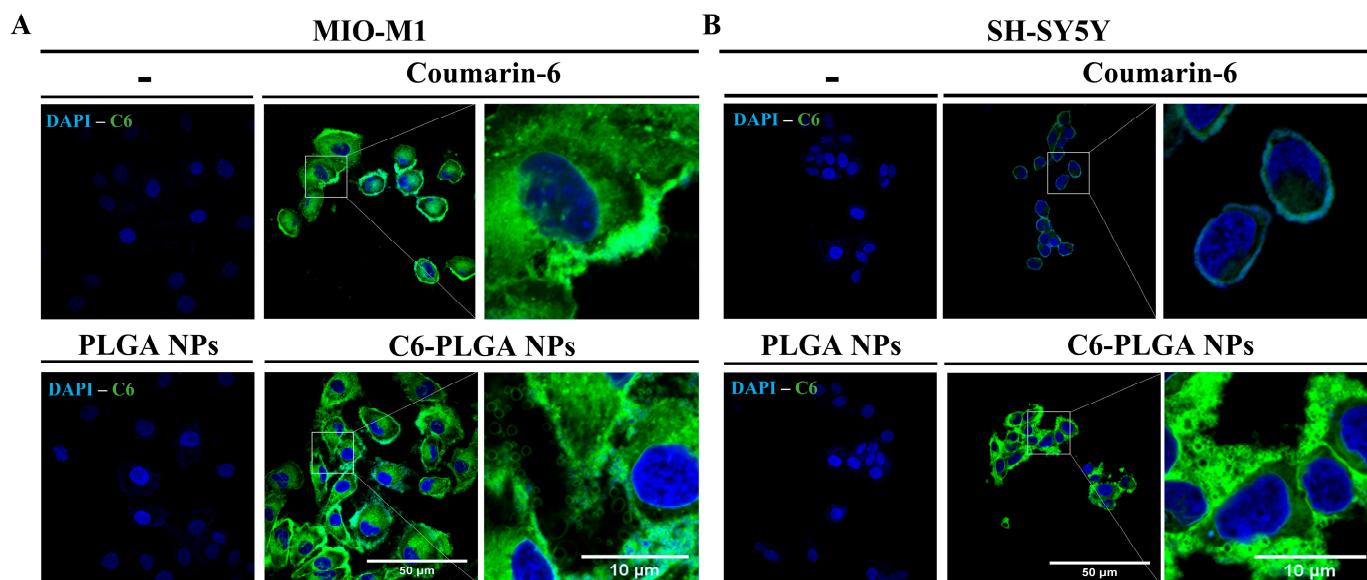 A
MIO-M1
-
Coumarin-6
DAPI – C6
PLGA NPs
C6-PLGA NPs
DAPI – C6
50 µm
10 µm
B
SH-SY5Y
-
Coumarin-6
DAPI – C6
PLGA NPs
C6-PLGA NPs
DAPI – C6
50 µm
10 µm